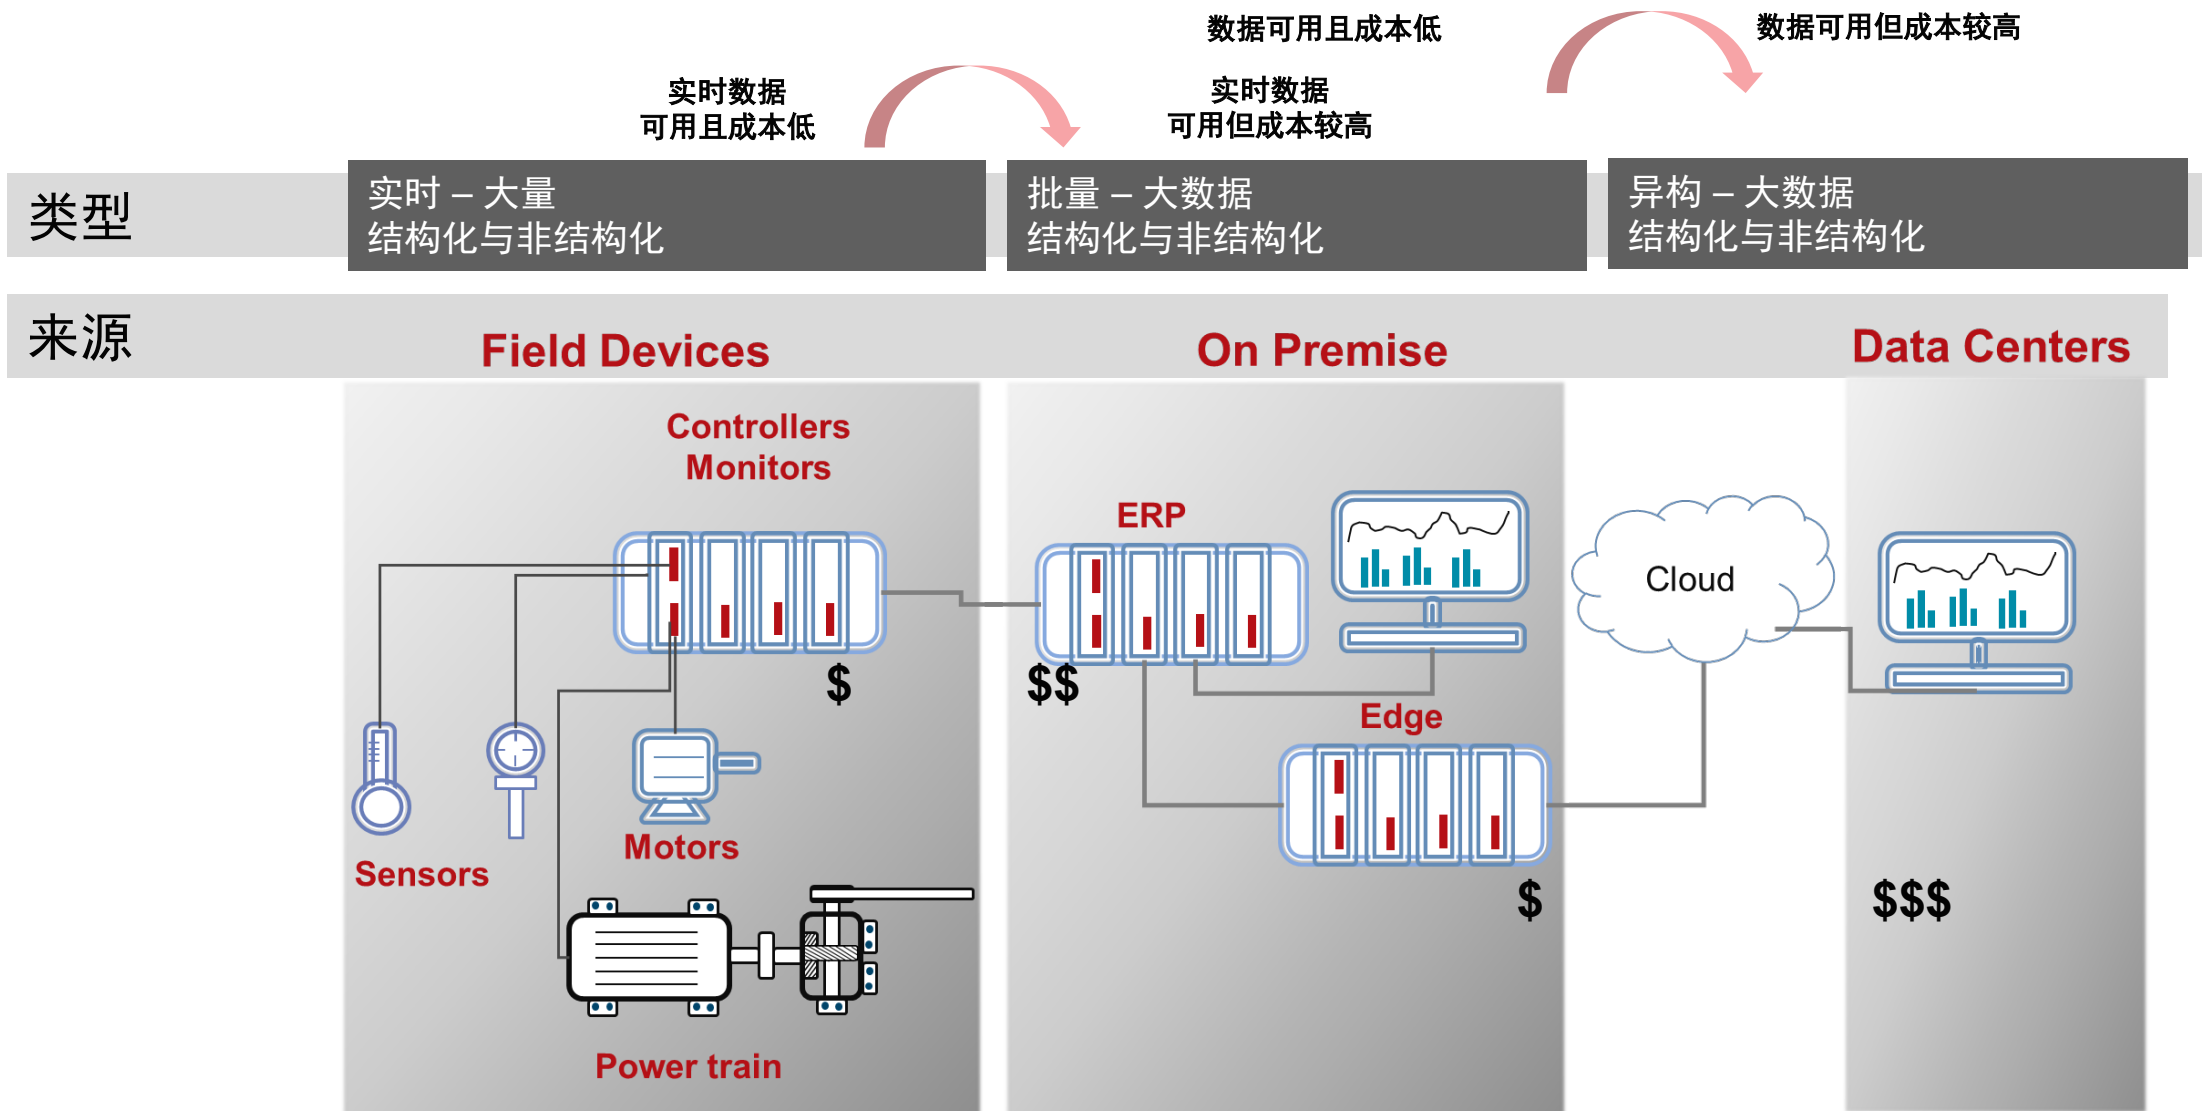 数据可用且成本低
数据可用但成本较高
实时数据
可用且成本低
实时数据
可用但成本较高
类型
实时 – 大量
结构化与非结构化
批量 – 大数据
结构化与非结构化
异构 – 大数据
结构化与非结构化
来源
Field Devices
On Premise
Data Centers
Controllers
Monitors
ERP
Cloud
$
$$
Edge
Motors
Sensors
$
$$$
Power train